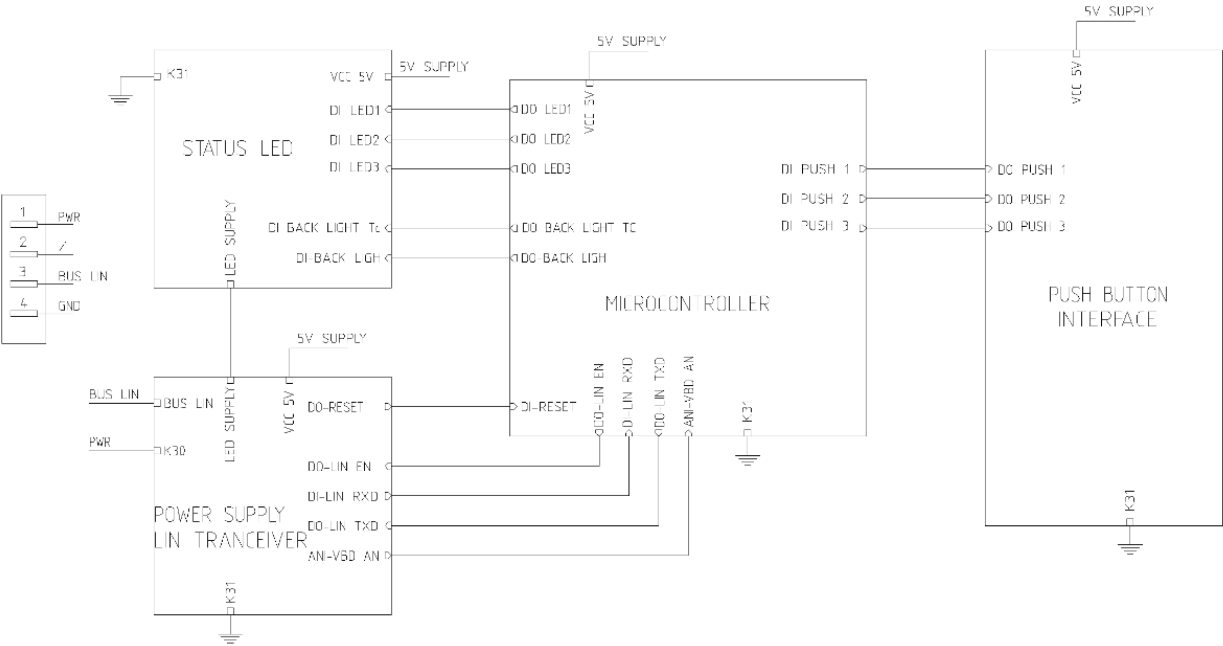 5V SUPPLY
VCC 5V
5V SUPPLY
VCC 5V
K31
VCC 5V
5V SUPPLY
DI LED1
DI LED2
DI LED3
STATUS LED
DI BACK LIGHT Tc
DI-BACK LIGH
LED SUPPLY
DO LED1
DO LED2
DO LED3
DO BACK LIGHT TC
DO-BACK LIGH
DI PUSH 1
DI PUSH 2
DI PUSH 3
DO PUSH 1
DO PUSH 2
DO PUSH 3
1
PWR
2
/
3
BUS LIN
4
GND
MICROCONTROLLER
PUSH BUTTON
INTERFACE
5V SUPPLY
BUS LIN
BUS LIN
PWR
K30
LED SUPPLY
VCC 5V
DO-RESET
DI-RESET
DO-LIN EN
DI-LIN RXD
DO-LIN TXD
ANI-VBD AN
K31
DO-LIN EN
DI-LIN RXD
DO-LIN TXD
ANI-VBD AN
POWER SUPPLY
LIN TRANCEIVER
K31
K31